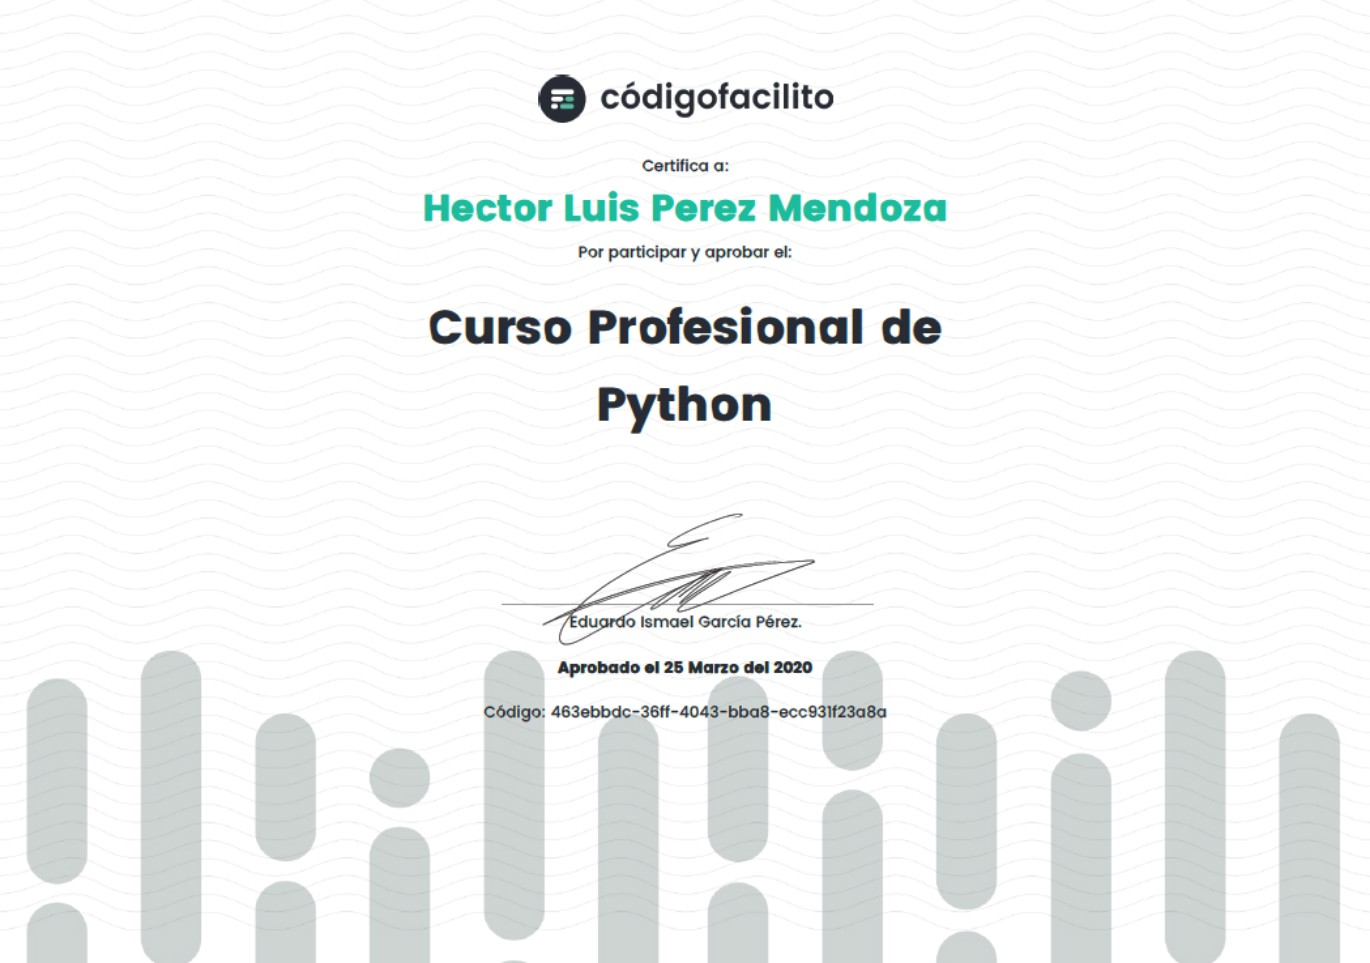 códigofacilito
Certifica a:
Hector Luis Perez Mendoza
Por participar y aprobar el:
Curso Profesional de
Python
Eduardo Ismael García Pérez.
Aprobado el 25 Marzo del 2020
Código: 463ebbdc-36ff-4043-bba8-ecc931f23a8a